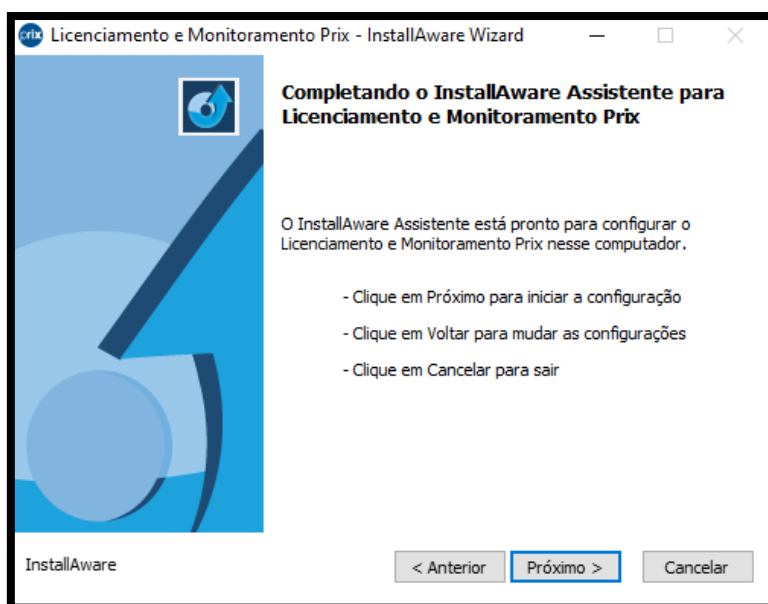 prix Licenciamento e Monitoramento Prix - InstallAware Wizard
Completando o InstallAware Assistente para
Licenciamento e Monitoramento Prix
O InstallAware Assistente está pronto para configurar o
Licenciamento e Monitoramento Prix nesse computador.
- Clique em Próximo para iniciar a configuração
- Clique em Voltar para mudar as configurações
- Clique em Cancelar para sair
InstallAware
< Anterior
Próximo >
Cancelar